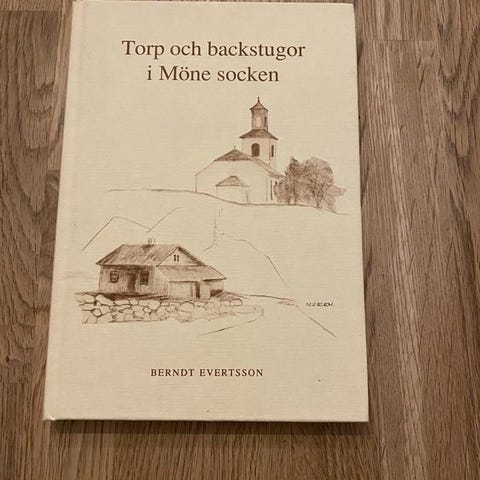 Torp och backstugor
i Möne socken
BERNDT EVERTSSON